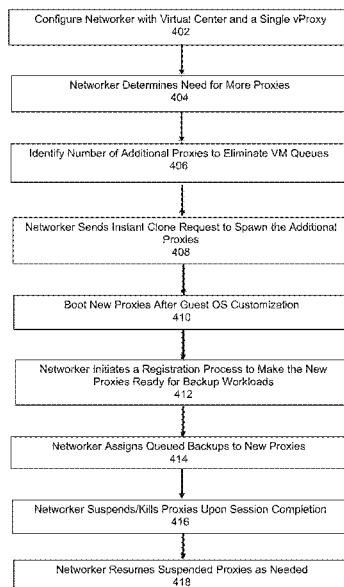 Configure Networker with Virtual Center and a Single vProxy
402
Networker Determines Need for More Proxies
404
Identify Number of Additional Proxies to Eliminate VM Queues
406
Networker Sends Instant Clone Request to Spawn the Additional
Proxies
408
Boot New Proxies After Guest OS Customization
410
Networker Initiates a Registration Process to Make the New
Proxies Ready for Backup Workloads
412
Networker Assigns Queued Backups to New Proxies
414
Networker Suspends/Kills Proxies Upon Session Completion
416
Networker Resumes Suspended Proxies as Needed
418